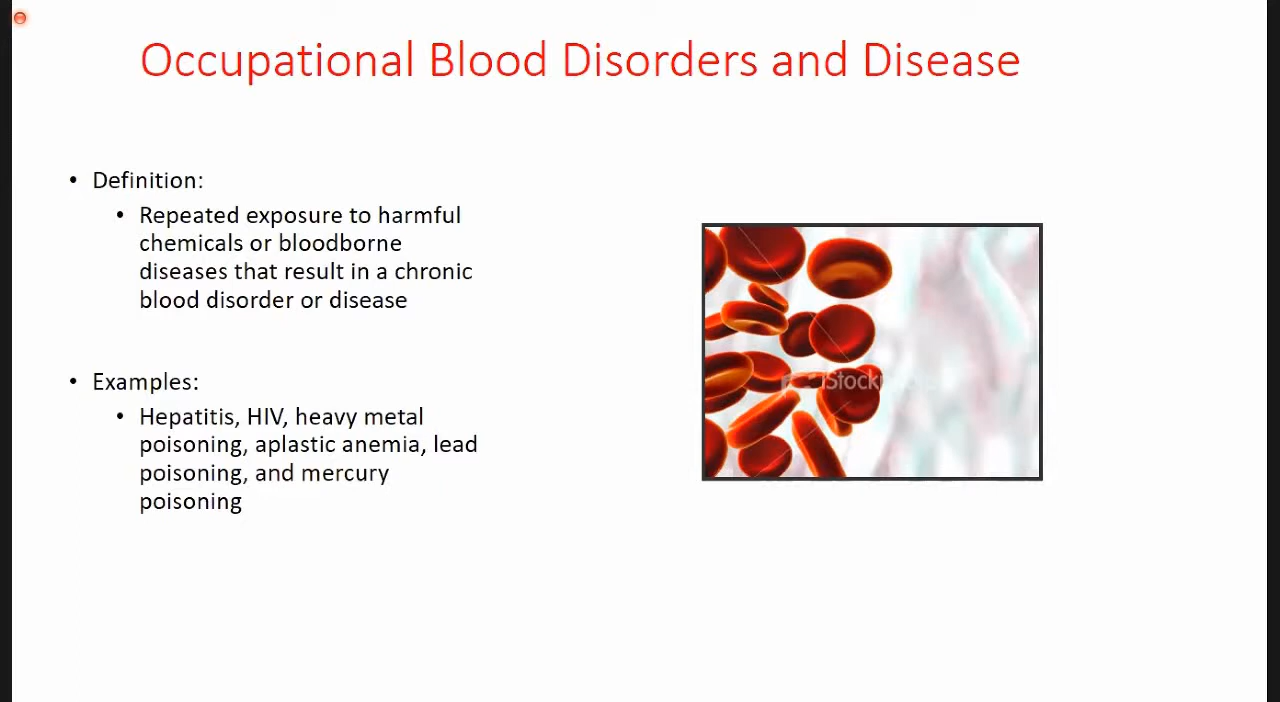 Occupational Blood Disorders and Disease
• Definition:
• Repeated exposure to harmful
chemicals or bloodborne
diseases that result in a chronic
blood disorder or disease
• Examples:
• Hepatitis, HIV, heavy metal
poisoning, aplastic anemia, lead
poisoning, and mercury
poisoning